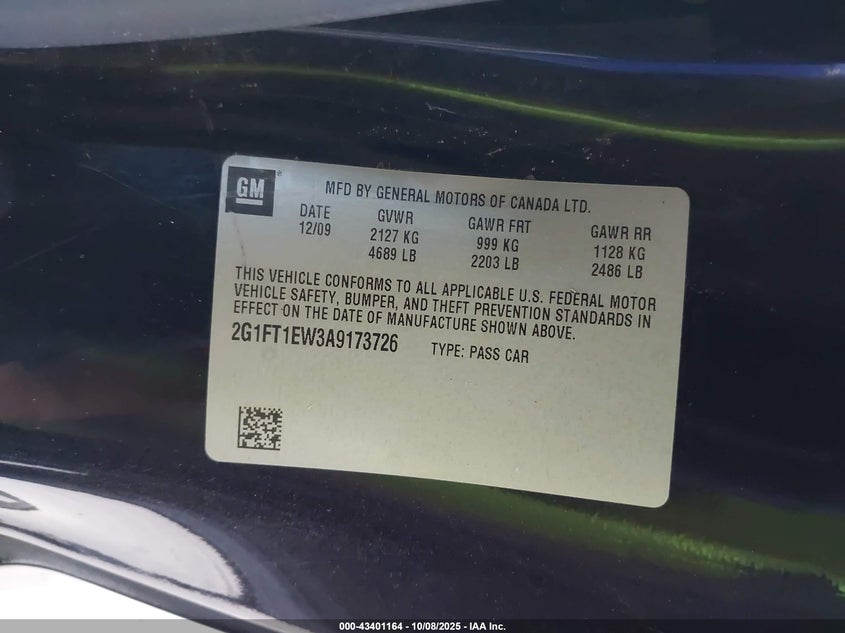 GM®
MFD BY GENERAL MOTORS OF CANADA LTD.
DATE GVWR GAWR FRT GAWR RR
12/09 2127 KG 999 KG 1128 KG
4689 LB 2203 LB 2486 LB
THIS VEHICLE CONFORMS TO ALL APPLICABLE U.S. FEDERAL MOTOR
VEHICLE SAFETY, BUMPER, AND THEFT PREVENTION STANDARDS IN
EFFECT ON THE DATE OF MANUFACTURE SHOWN ABOVE.
2G1FT1EW3A9173726 TYPE: PASS CAR
000-43401164 - 10/08/2025 - IAA Inc.